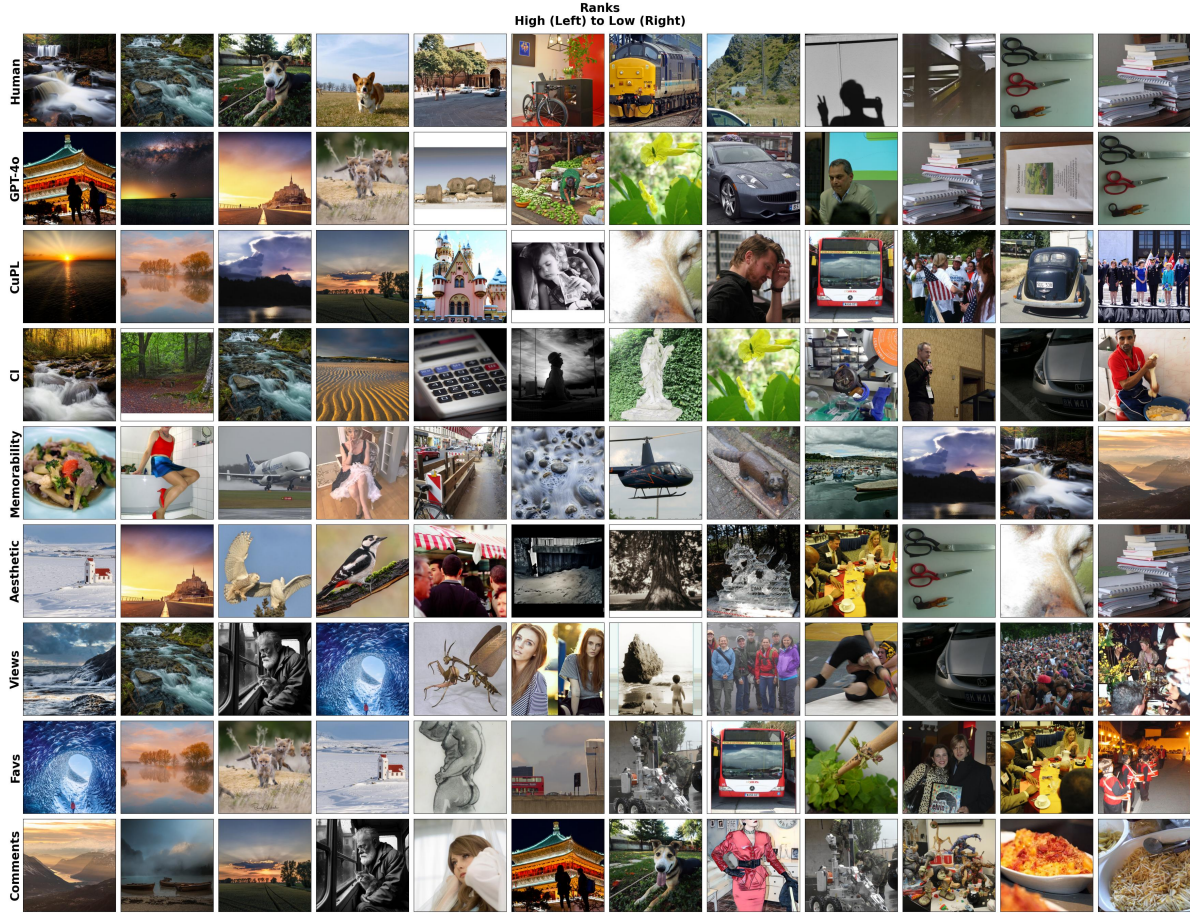 Ranks
High (Left) to Low (Right)
Human
GPT-4o
CuPL
CI
Memorability
Aesthetic
Views
Favs
Comments